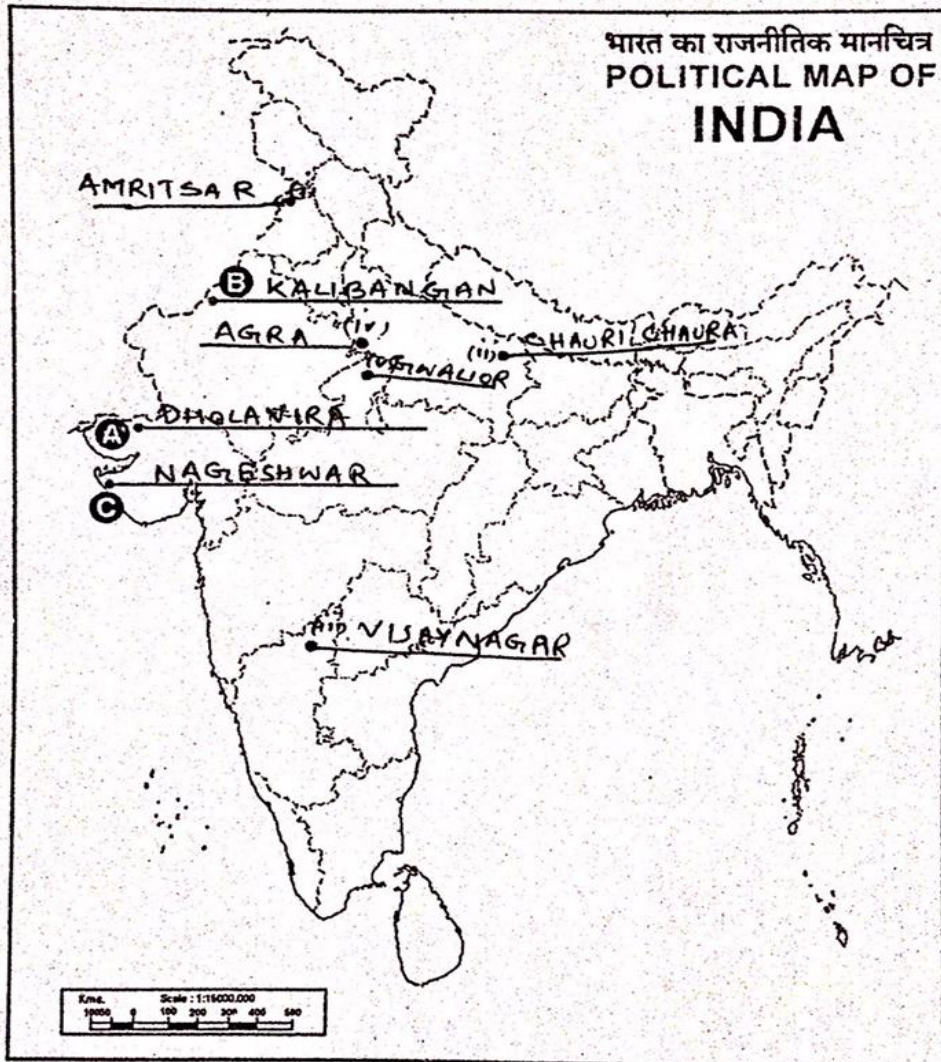 भारत का राजनीतिक मानचित्र
POLITICAL MAP OF
INDIA
AMRITSAR
B KALIBANGAN
AGRA
(iv)
(ii) CHAURI CHAURA
GWALIOR
A DHOLAVIRA
NAGESHWAR
C
VIJAYNAGAR
Kms. Scale : 1:15000,000
100 200 300 400 500